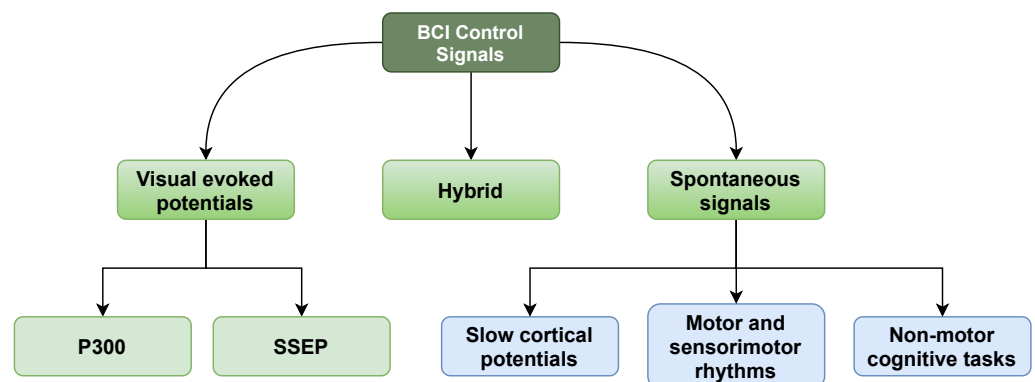 BCI Control
Signals
Visual evoked
potentials
Hybrid
Spontaneous
signals
P300
SSEP
Slow cortical
potentials
Motor and
sensorimotor
rhythms
Non-motor
cognitive tasks